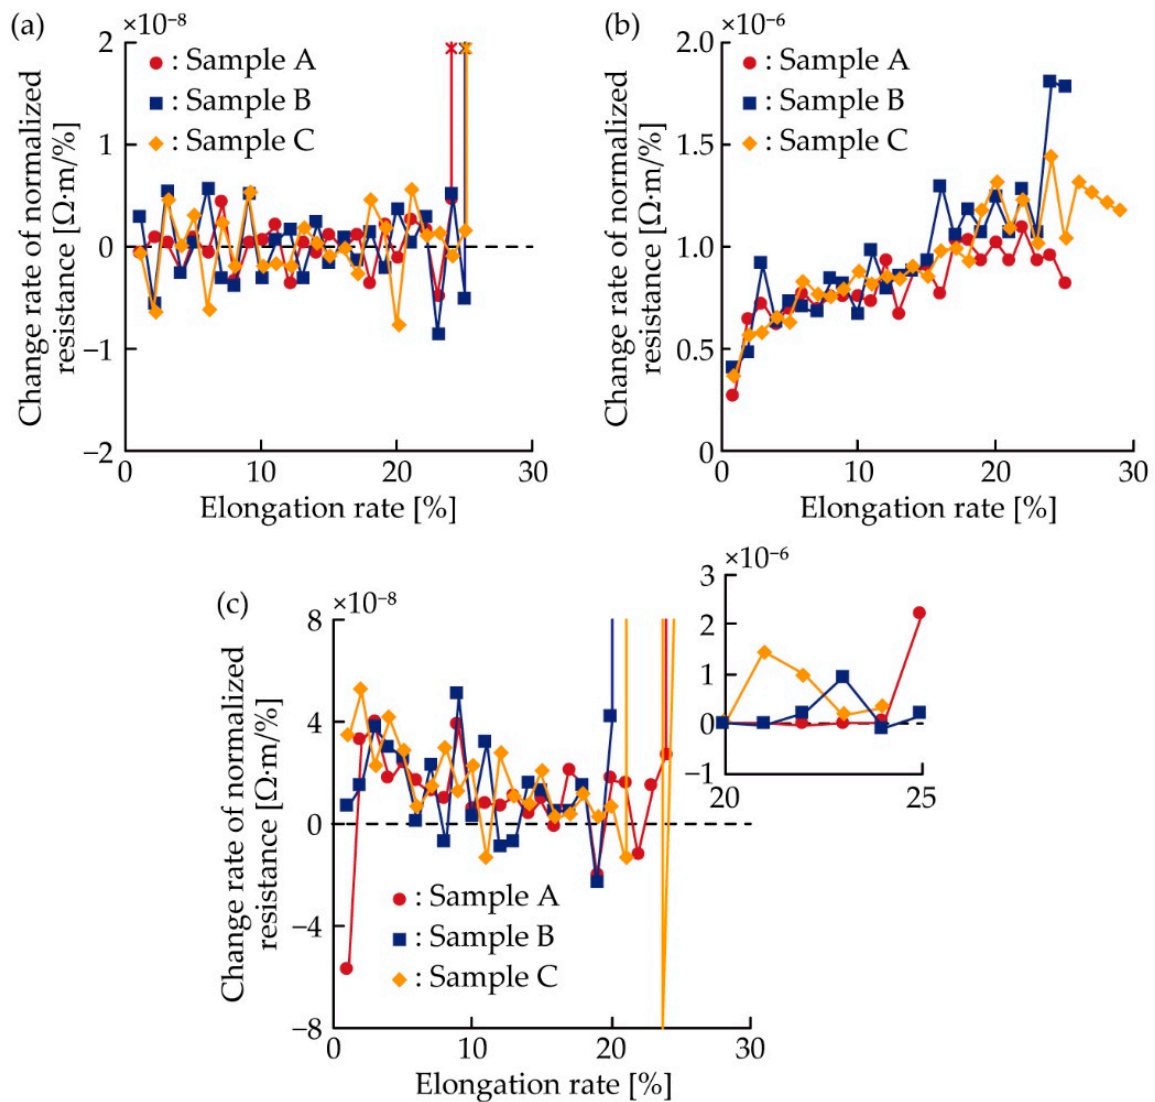 (a)
×10⁻⁸
Change rate of normalized
resistance [Ω·m/%]
2
1
0
−1
−2
: Sample A
: Sample B
: Sample C
0 10 20 30
Elongation rate [%]
(b)
×10⁻⁶
Change rate of normalized
resistance [Ω·m/%]
2.0
1.5
1.0
0.5
0
: Sample A
: Sample B
: Sample C
0 10 20 30
Elongation rate [%]
(c)
×10⁻⁸
Change rate of normalized
resistance [Ω·m/%]
8
4
0
−4
−8
: Sample A
: Sample B
: Sample C
0 10 20 30
Elongation rate [%]
×10⁻⁶
3
2
1
0
−1
20 25